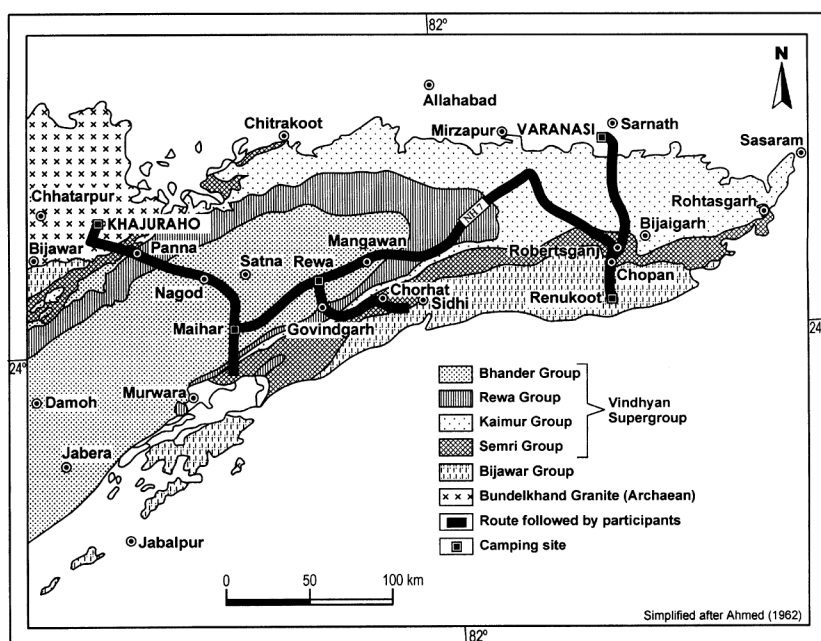 82°
N
Allahabad
Chitrakoot
Mirzapur
VARANASI
Sarnath
Sasaram
Chhatarpur
KHAJURAHO
Rohtasgarh
Bijawar
Panna
Satna
Rewa
Mangawan
NH7
Robertsganj
Bijaigarh
Nagod
Chorhat
Sidhi
Chopan
Renukoot
Maihar
Govindgarh
24°
24°
Damoh
Murwara
Jabera
Jabalpur
Bhander Group
Rewa Group
Kaimur Group
Semri Group
Vindhyan
Supergroup
Bijawar Group
Bundelkhand Granite (Archaean)
Route followed by participants
Camping site
0 50 100 km
Simplified after Ahmed (1962)
82°